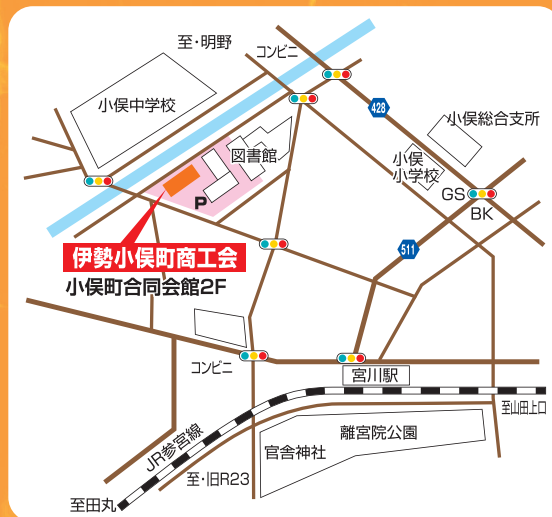 至・明野
コンビニ
小俣中学校
428
小俣総合支所
図書館
小俣
小学校
GS
BK
P
511
伊勢小俣町商工会
小俣町合同会館2F
コンビニ
宮川駅
至山田上口
JR参宮線
離宮院公園
官舎神社
至・旧R23
至田丸